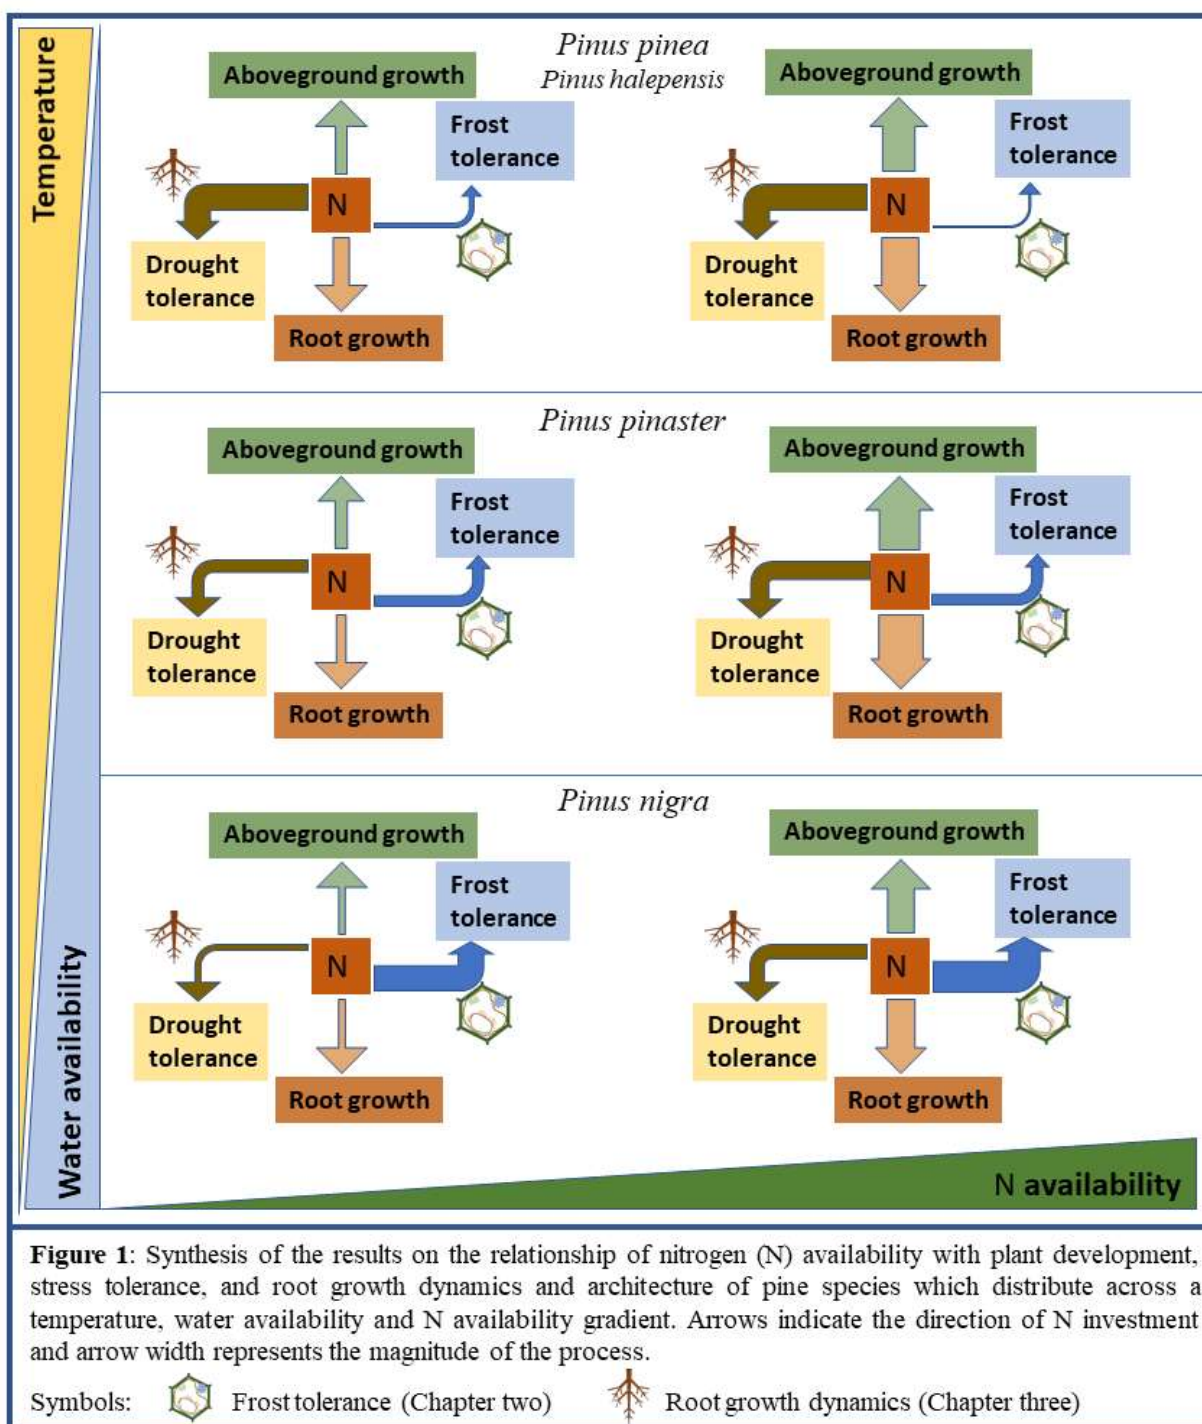 Temperature
Water availability
Pinus pinea
Pinus halepensis
Aboveground growth
Frost
tolerance
N
Drought
tolerance
Root growth
Aboveground growth
Frost
tolerance
N
Drought
tolerance
Root growth
Pinus pinaster
Aboveground growth
Frost
tolerance
N
Drought
tolerance
Root growth
Aboveground growth
Frost
tolerance
N
Drought
tolerance
Root growth
Pinus nigra
Aboveground growth
Frost
tolerance
N
Drought
tolerance
Root growth
Aboveground growth
Frost
tolerance
N
Drought
tolerance
Root growth
N availability
Figure 1: Synthesis of the results on the relationship of nitrogen (N) availability with plant development,
stress tolerance, and root growth dynamics and architecture of pine species which distribute across a
temperature, water availability and N availability gradient. Arrows indicate the direction of N investment
and arrow width represents the magnitude of the process.
Symbols: Frost tolerance (Chapter two) Root growth dynamics (Chapter three)